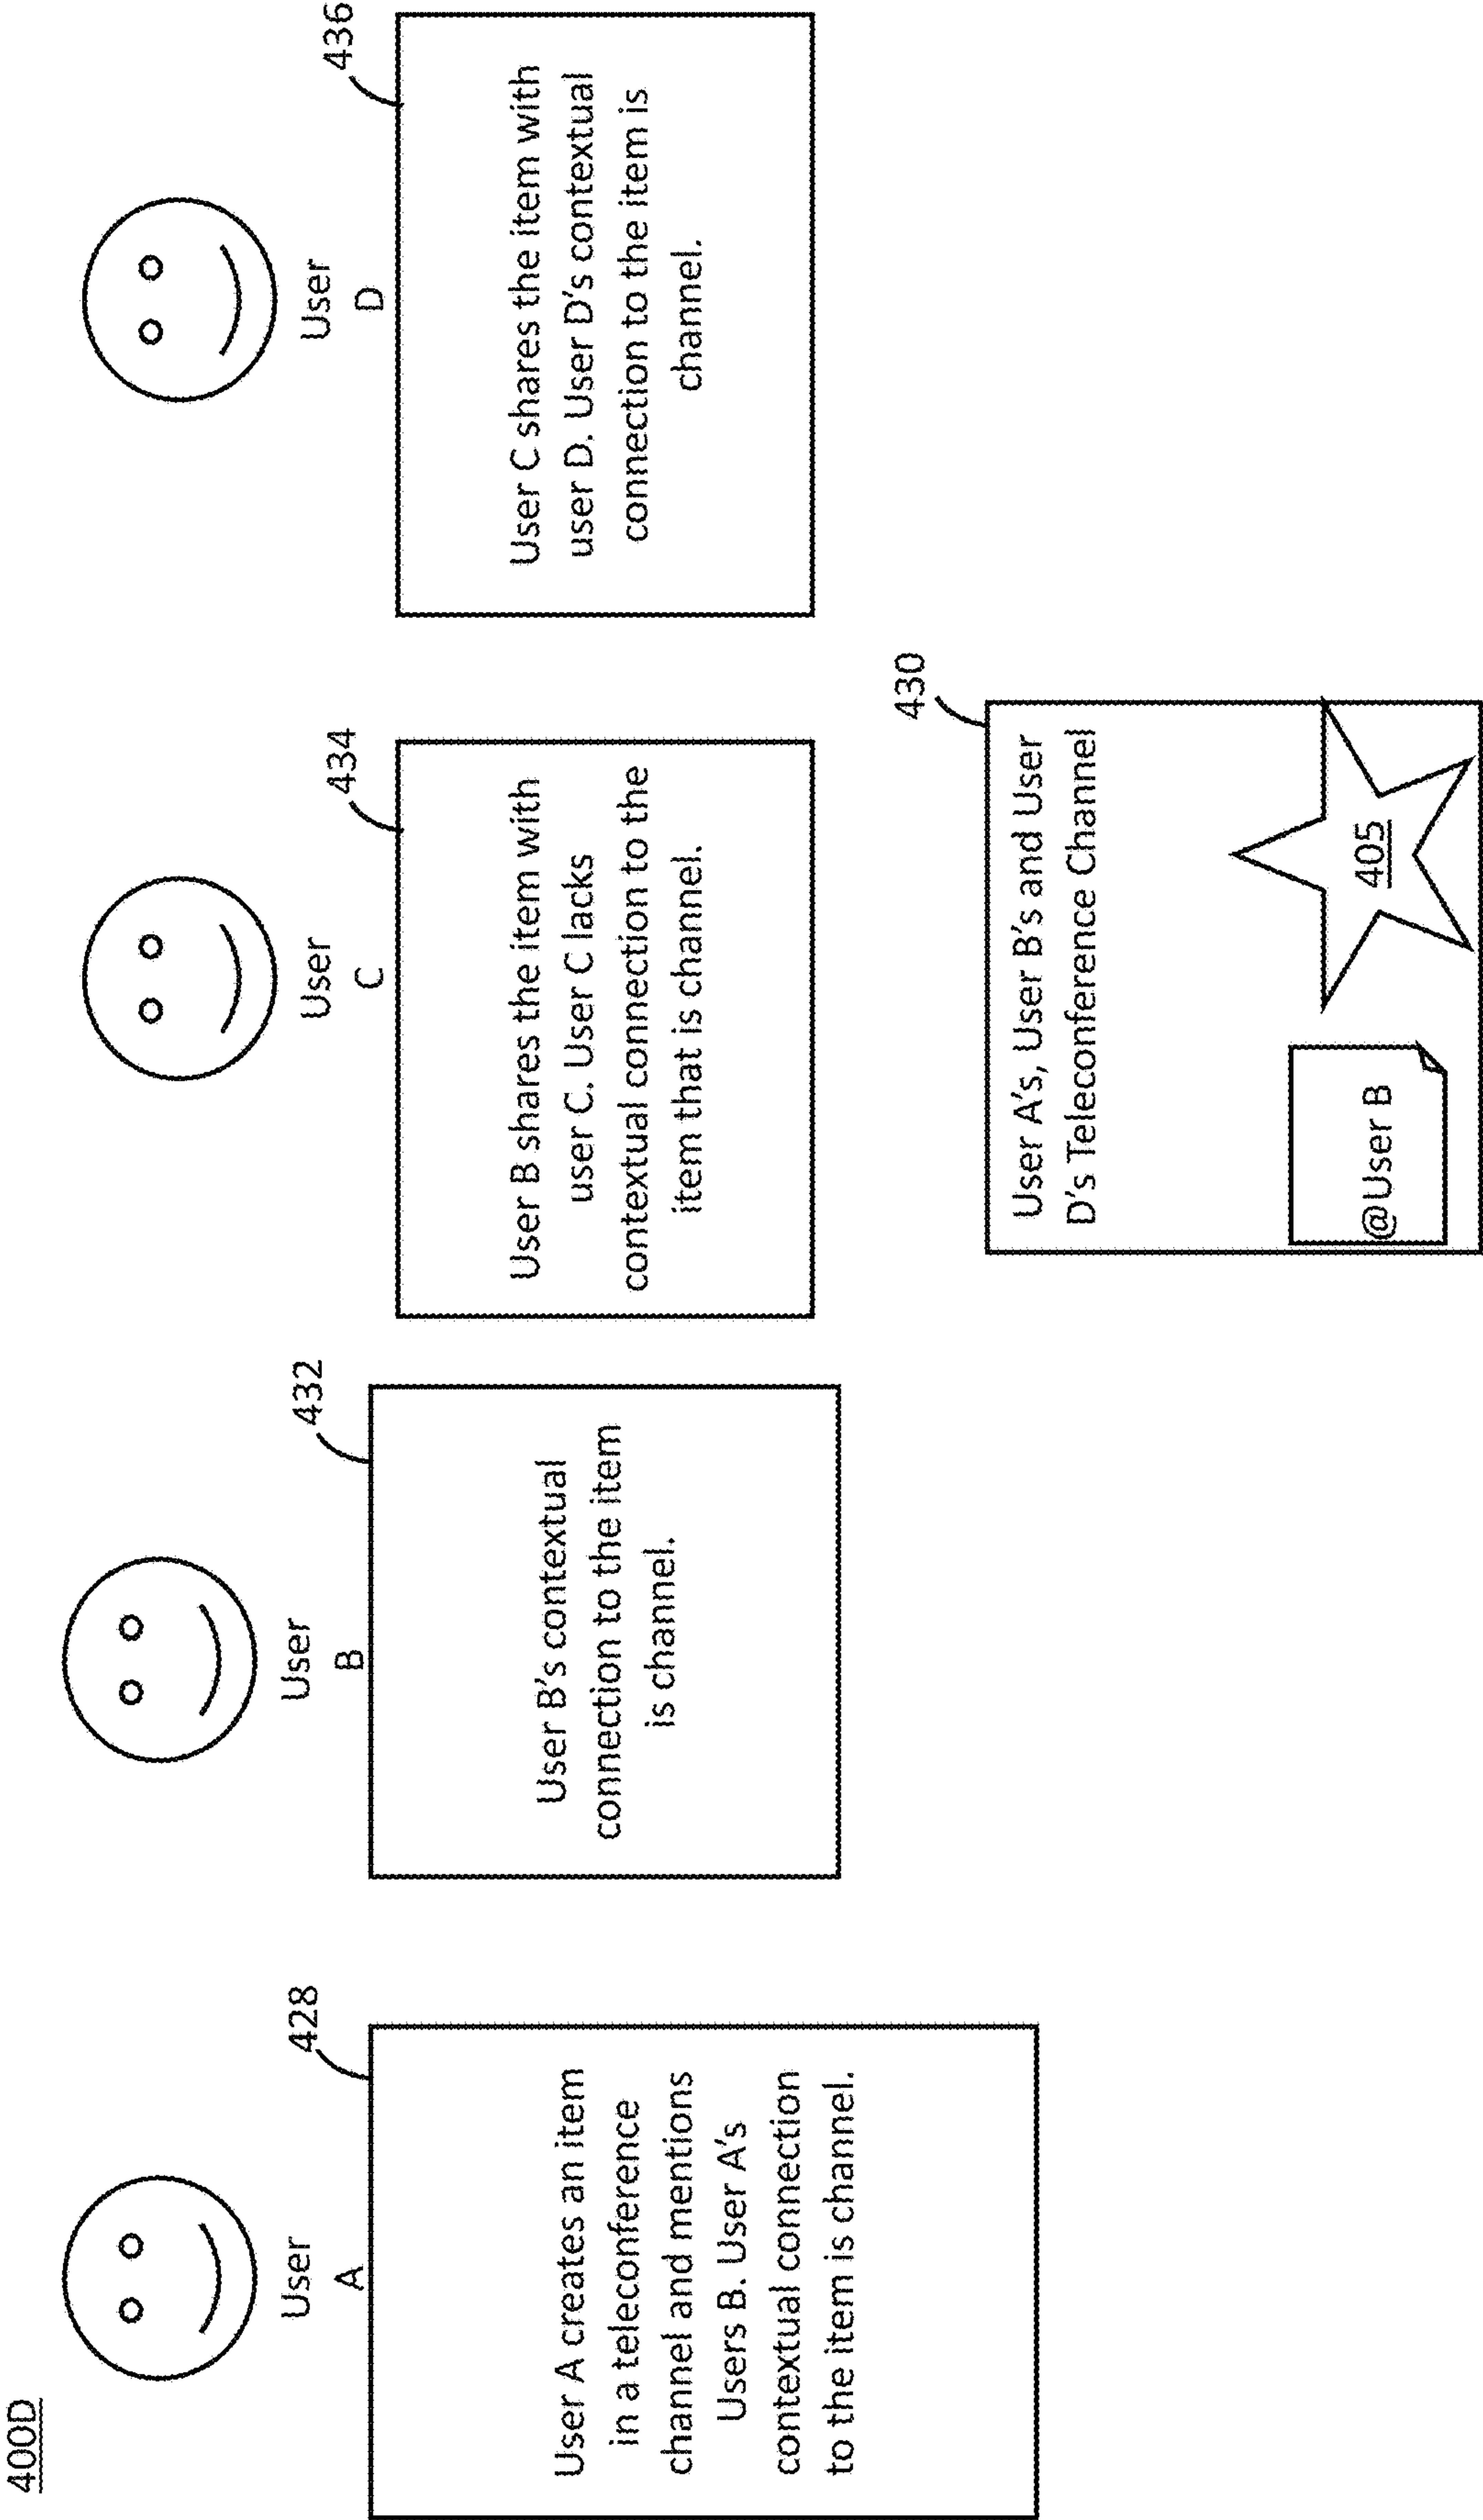 400D
User
A
428
User A creates an item
in a teleconference
channel and mentions
Users B. User A's
contextual connection
to the item is channel.
User
B
432
User B's contextual
connection to the item
is channel.
User
C
434
User B shares the item with
user C. User C lacks
contextual connection to the
item that is channel.
User
D
436
User C shares the item with
user D. User D's contextual
connection to the item is
channel.
430
User A's, User B's and User
D's Teleconference Channel
@User B
405